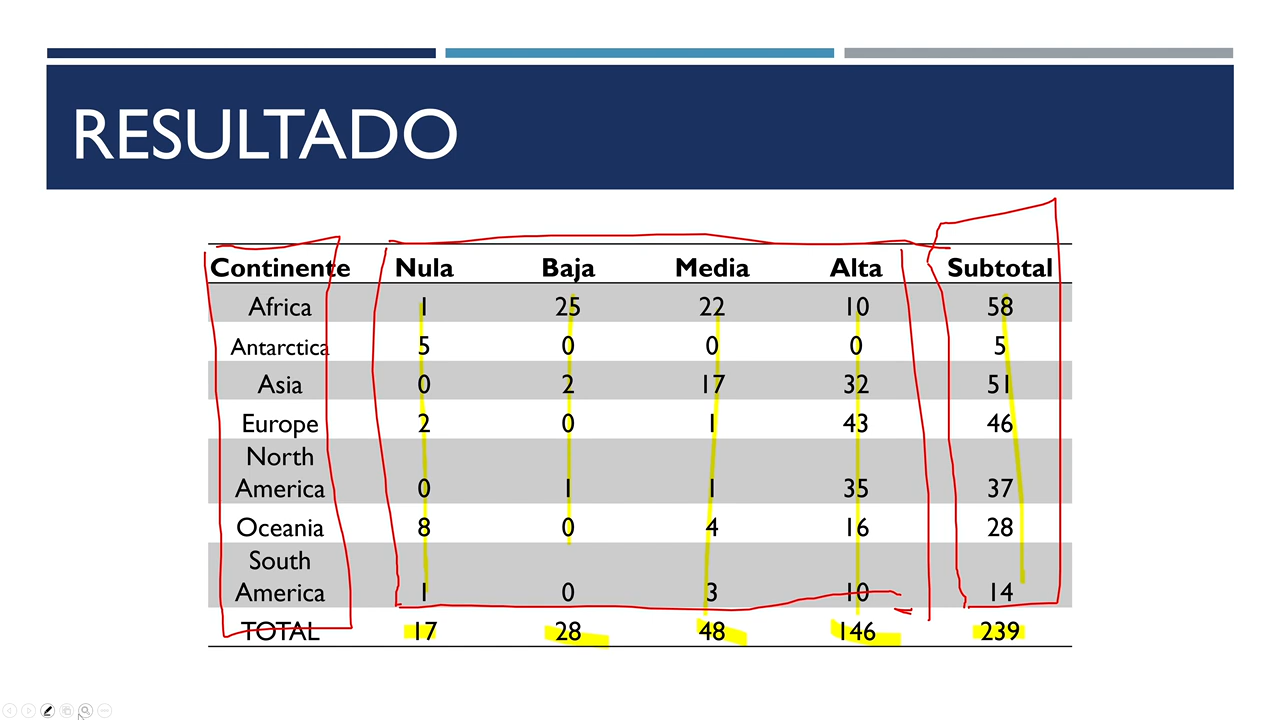 RESULTADO
Continente Nula Baja Media Alta Subtotal
Africa 1 25 22 10 58
Antarctica 5 0 0 0 5
Asia 0 2 17 32 51
Europe 2 0 1 43 46
North
America 0 1 1 35 37
Oceania 8 0 4 16 28
South
America 1 0 3 10 14
TOTAL 17 28 48 146 239